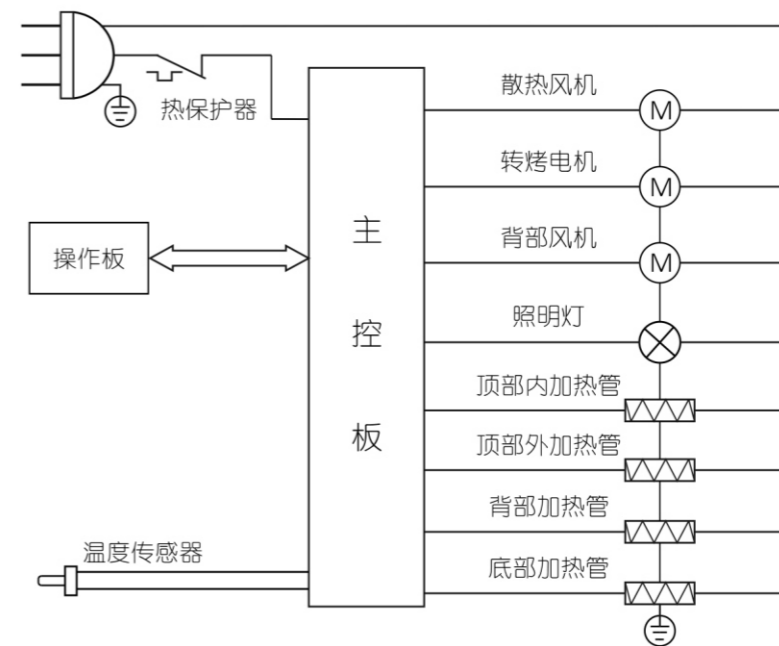 散热风机
热保护器
M
转烤电机
M
主控板
操作板
背部风机
M
照明灯
顶部内加热管
顶部外加热管
背部加热管
温度传感器
底部加热管